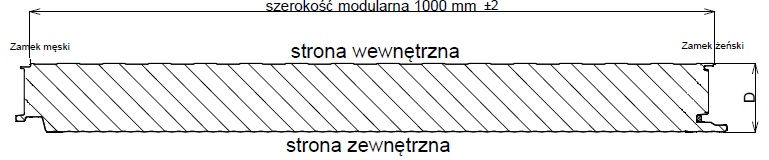 szerokość modularna 1000 mm ±2
Zamek męski
Zamek żeński
strona wewnętrzna
D
strona zewnętrzna